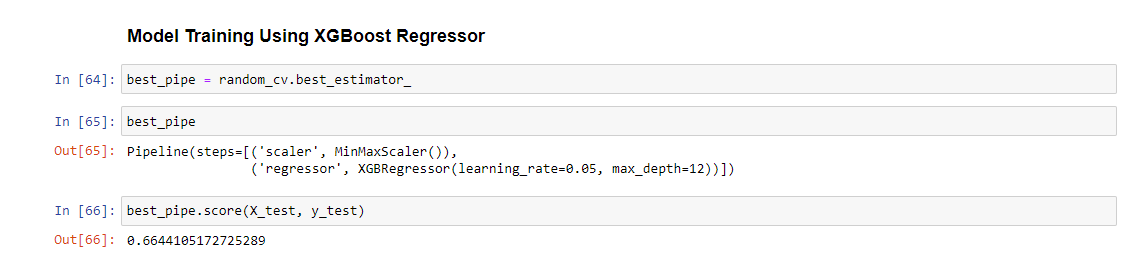 Model Training Using XGBoost Regressor
In [64]: best_pipe = random_cv.best_estimator_
In [65]: best_pipe
Out[65]: Pipeline(steps=[('scaler', MinMaxScaler()),
('regressor', XGBRegressor(learning_rate=0.05, max_depth=12))])
In [66]: best_pipe.score(X_test, y_test)
Out[66]: 0.6644105172725289